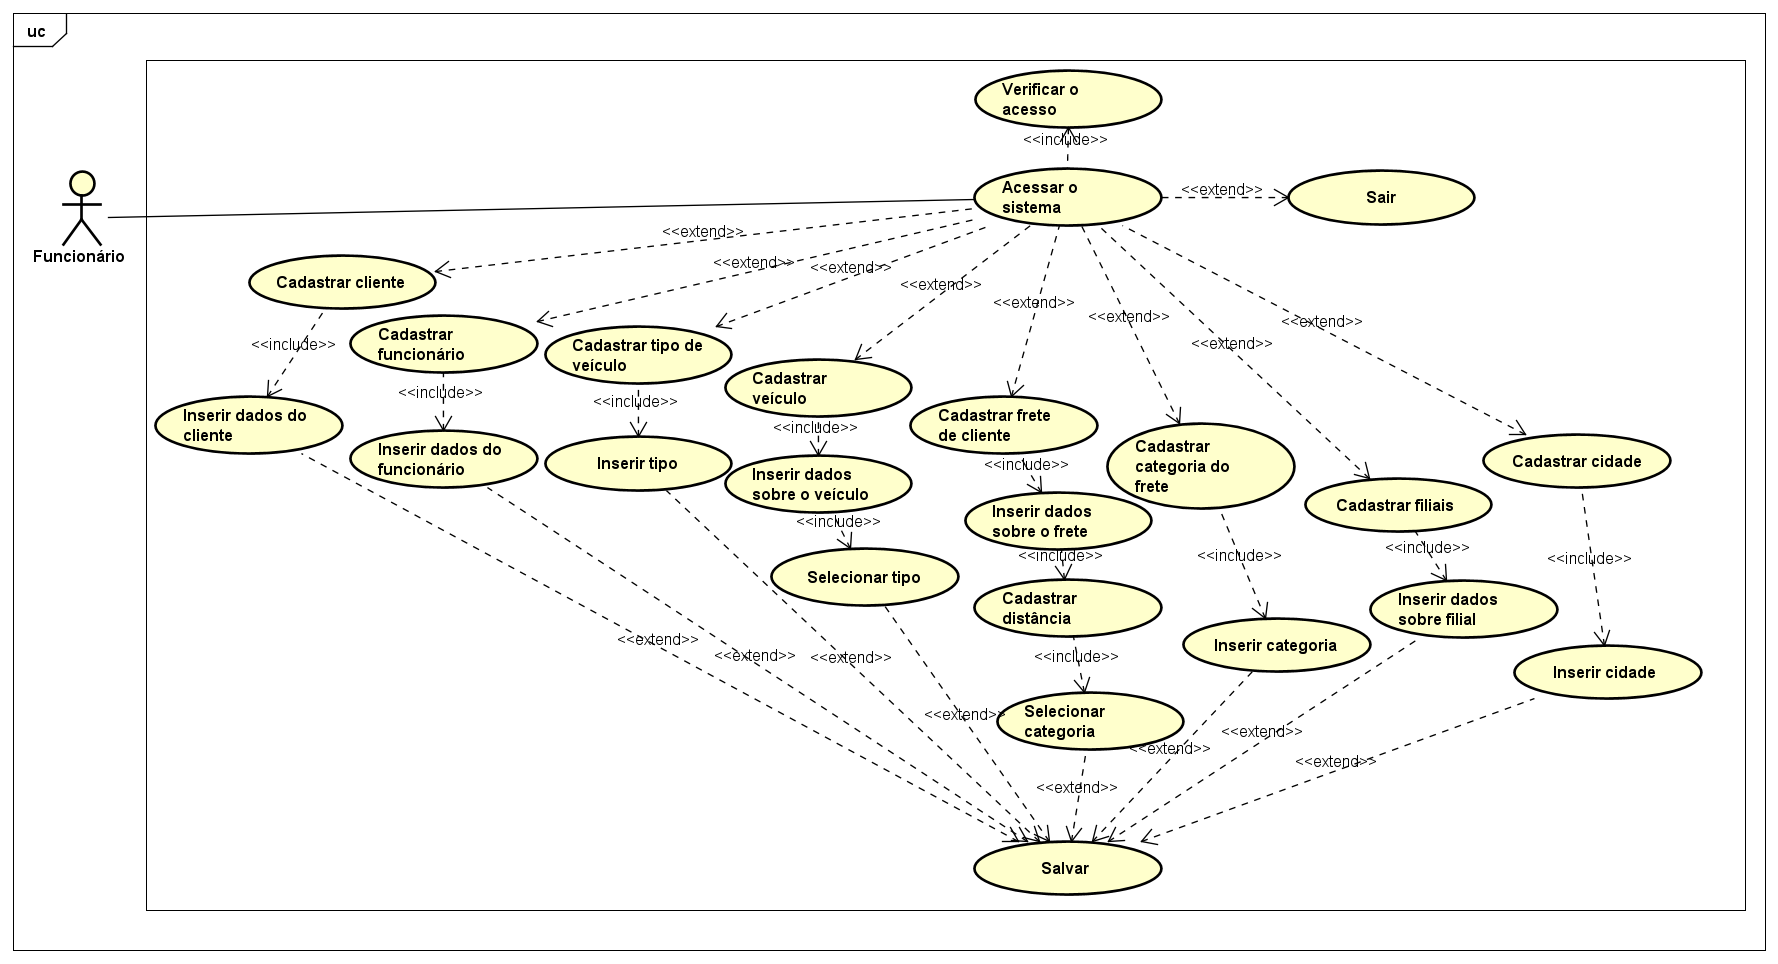 uc
Verificar o
acesso
<<include>>
Acessar o
sistema
<<extend>>
Sair
Funcionário
<<extend>>
<<extend>>
<<extend>>
<<extend>>
<<extend>>
<<extend>>
<<extend>>
<<extend>>
Cadastrar cliente
<<include>>
Inserir dados do
cliente
Cadastrar
funcionário
<<include>>
Inserir dados do
funcionário
Cadastrar tipo de
veículo
<<include>>
Inserir tipo
Cadastrar
veículo
<<include>>
Inserir dados
sobre o veículo
<<include>>
Selecionar tipo
Cadastrar frete
de cliente
<<include>>
Inserir dados
sobre o frete
<<include>>
Cadastrar
distância
<<include>>
Selecionar
categoria
Cadastrar
categoria do
frete
<<include>>
Inserir categoria
Cadastrar filiais
<<include>>
Inserir dados
sobre filial
Cadastrar cidade
<<include>>
Inserir cidade
<<extend>>
<<extend>>
<<extend>>
<<extend>>
<<extend>>
<<extend>>
<<extend>>
<<extend>>
Salvar